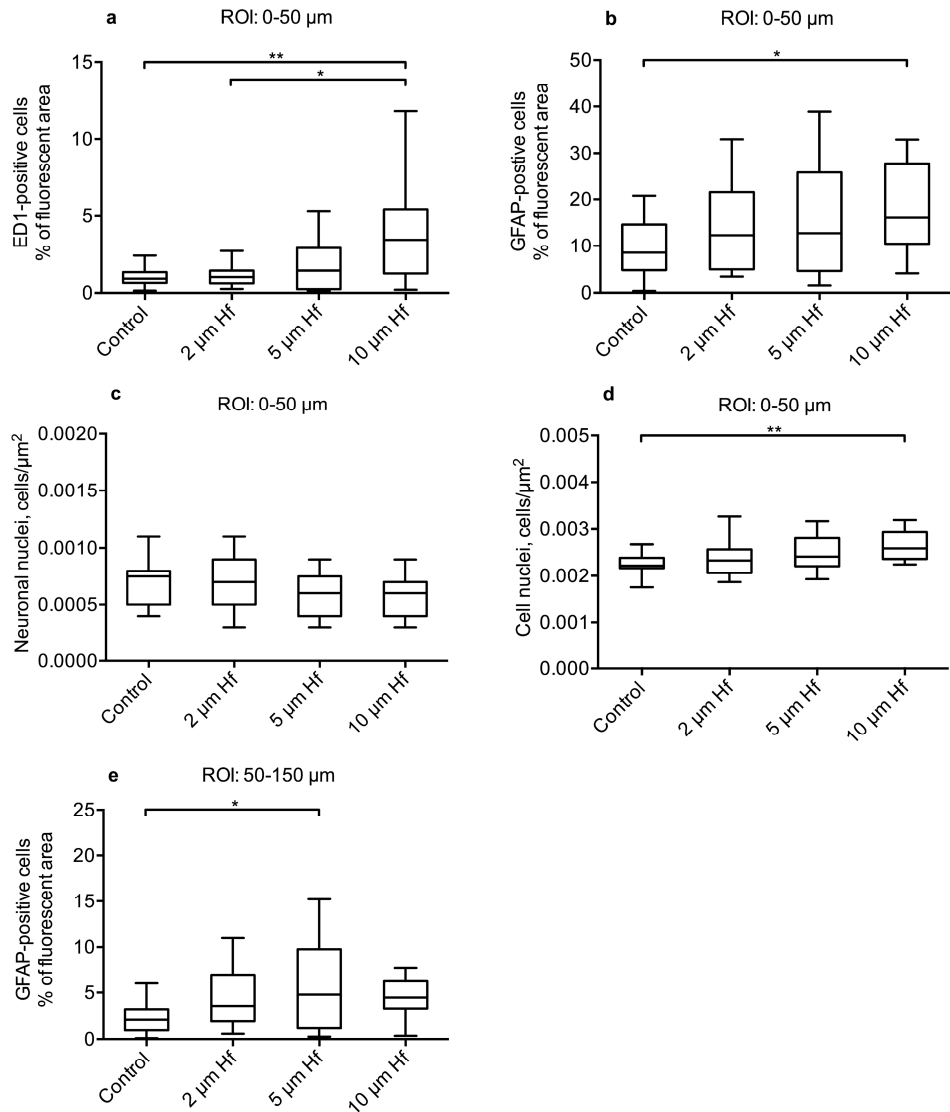 a
ROI: 0-50 µm
ED1-positive cells
% of fluorescent area
15
10
5
0
**
*
Control
2 µm Hf
5 µm Hf
10 µm Hf
b
ROI: 0-50 µm
GFAP-postive cells
% of fluorescent area
50
40
30
20
10
0
*
Control
2 µm Hf
5 µm Hf
10 µm Hf
c
ROI: 0-50 µm
Neuronal nuclei, cells/µm²
0.0020
0.0015
0.0010
0.0005
0.0000
Control
2 µm Hf
5 µm Hf
10 µm Hf
d
ROI: 0-50 µm
Cell nuclei, cells/µm²
0.005
0.004
0.003
0.002
0.001
0.000
**
Control
2 µm Hf
5 µm Hf
10 µm Hf
e
ROI: 50-150 µm
GFAP-positive cells
% of fluorescent area
25
20
15
10
5
0
*
Control
2 µm Hf
5 µm Hf
10 µm Hf